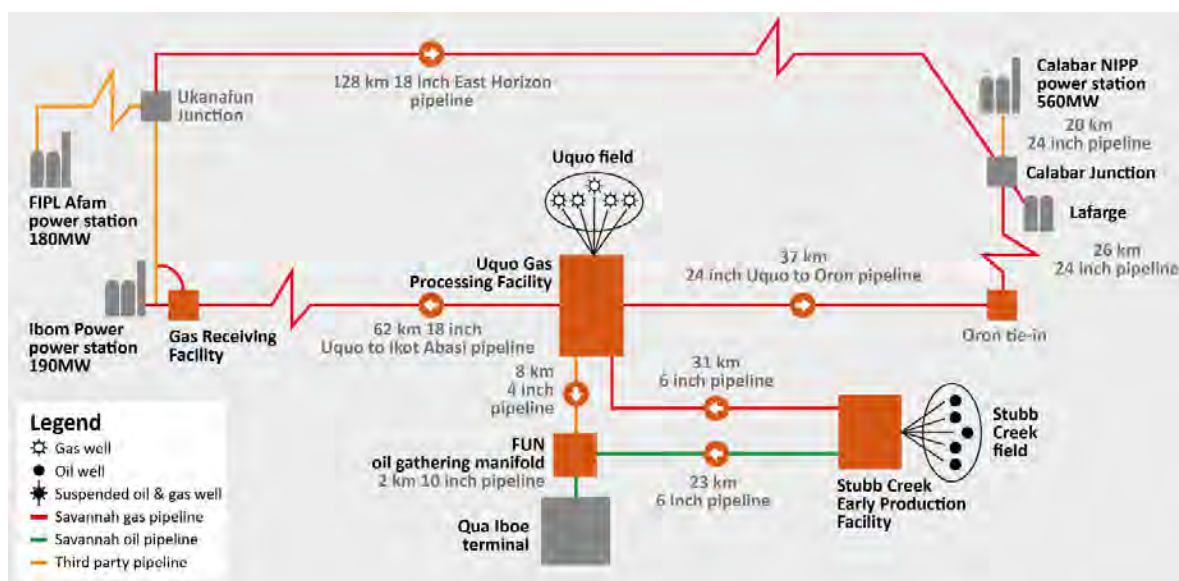 128 km 18 inch East Horizon
pipeline
Ukanafun
Junction
Calabar NIPP
power station
560MW
20 km
24 inch pipeline
Calabar Junction
Lafarge
Uquo field
FIPL Afam
power station
180MW
Uquo Gas
Processing Facility
37 km
24 inch Uquo to Oron pipeline
26 km
24 inch pipeline
Ibom Power
power station
190MW
Gas Receiving
Facility
62 km 18 inch
Uquo to Ikot Abasi pipeline
Oron tie-in
8 km
4 inch
pipeline
31 km
6 inch pipeline
Stubb
Creek
field
FUN
oil gathering manifold
2 km 10 inch pipeline
23 km
6 inch pipeline
Stubb Creek
Early Production
Facility
Qua Iboe
terminal
Legend
Gas well
Oil well
Suspended oil & gas well
Savannah gas pipeline
Savannah oil pipeline
Third party pipeline